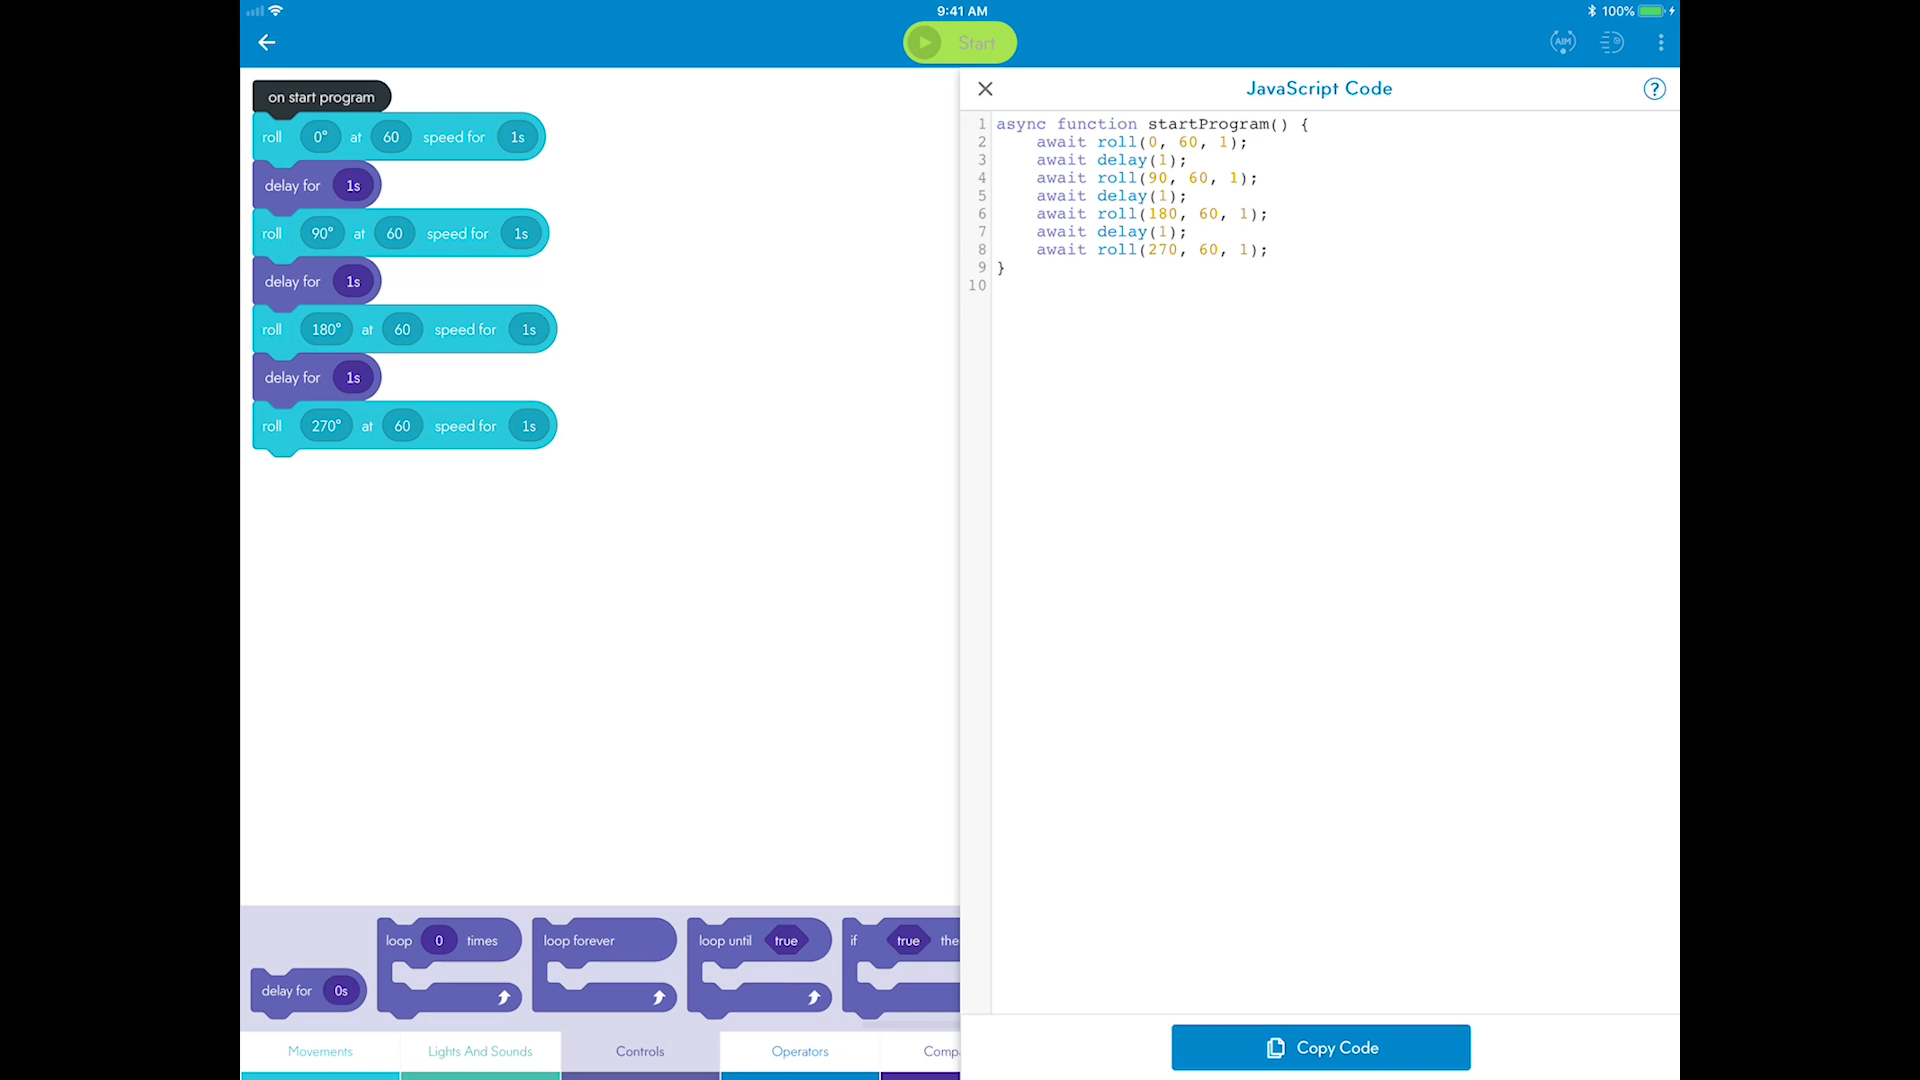 9:41 AM
100%
Start
AIM
on start program
roll 0° at 60 speed for 1s
delay for 1s
roll 90° at 60 speed for 1s
delay for 1s
roll 180° at 60 speed for 1s
delay for 1s
roll 270° at 60 speed for 1s
JavaScript Code
?
1 async function startProgram() {
2 await roll(0, 60, 1);
3 await delay(1);
4 await roll(90, 60, 1);
5 await delay(1);
6 await roll(180, 60, 1);
7 await delay(1);
8 await roll(270, 60, 1);
9 }
10
delay for 0s
loop 0 times
loop forever
loop until true
if true the
Movements
Lights And Sounds
Controls
Operators
Comp
Copy Code